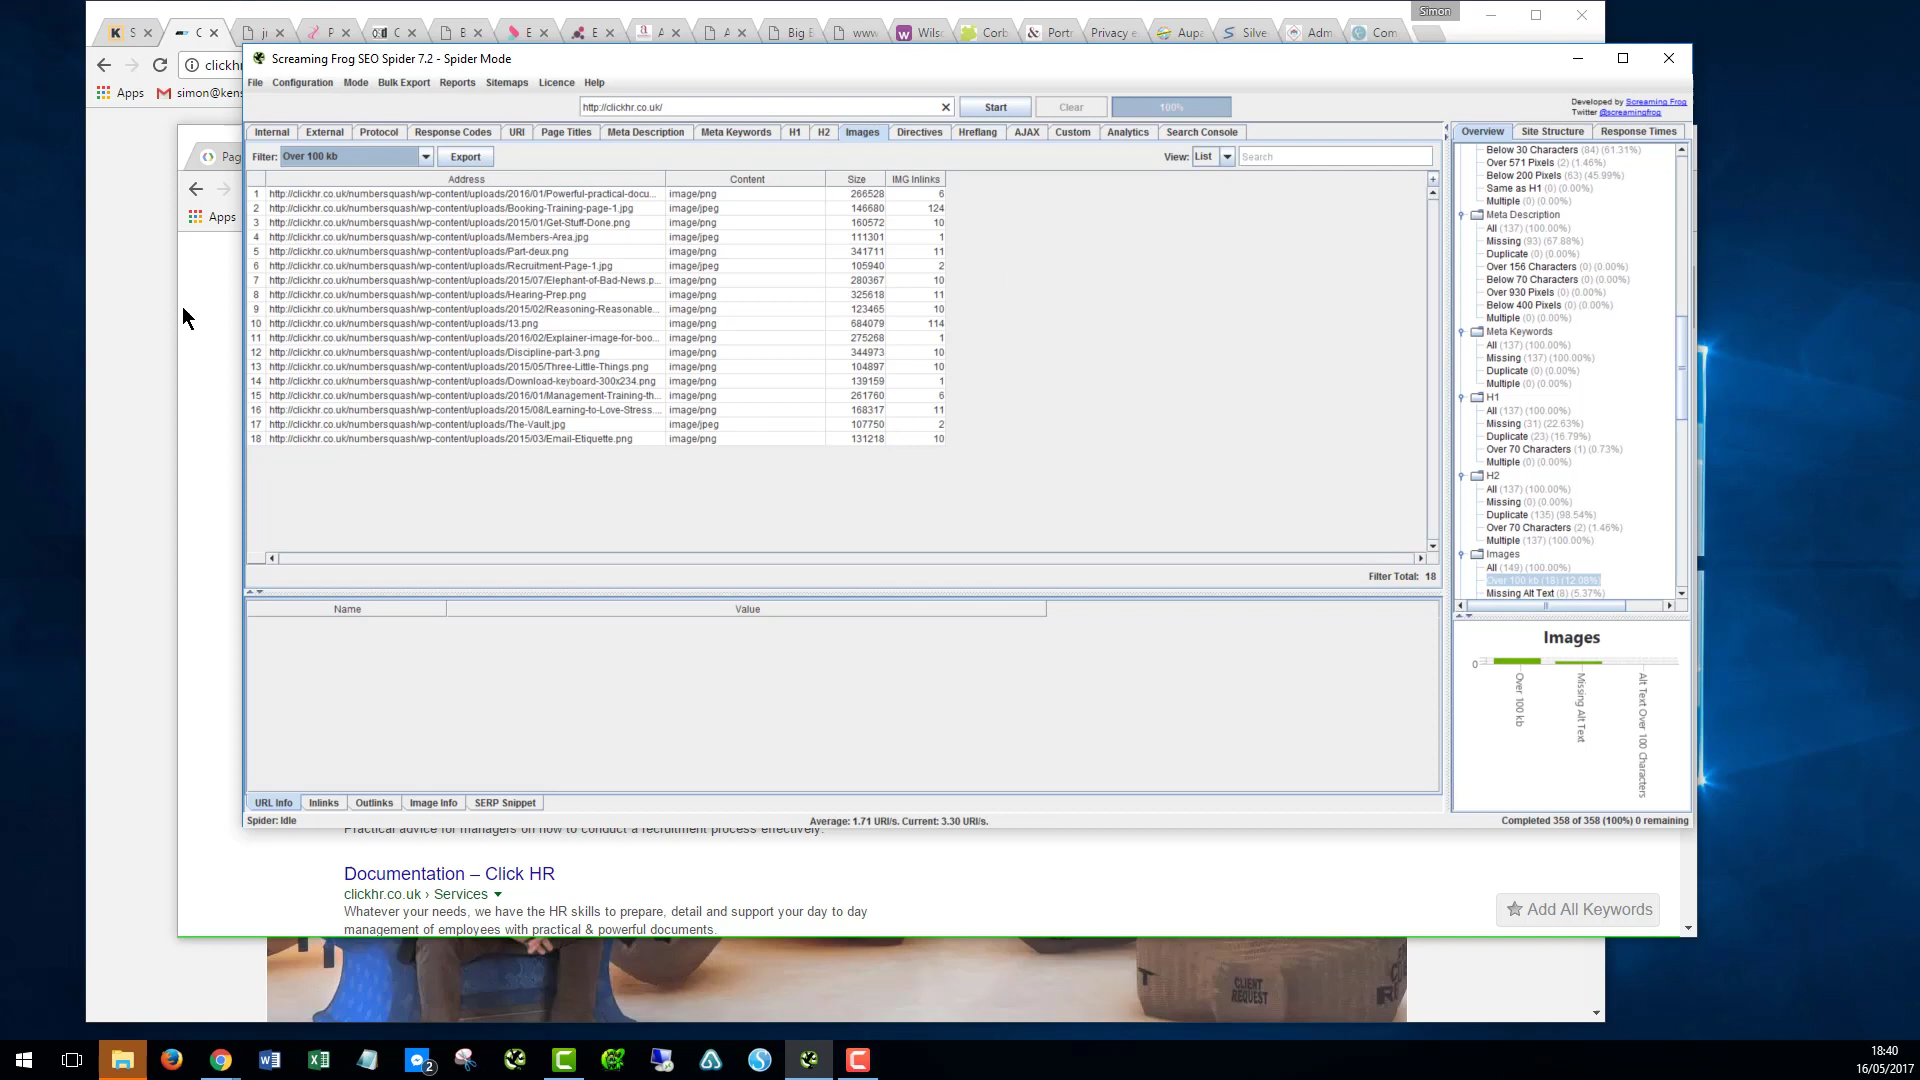 Simon
K S
C
j
F
d C
E
E
E
a A
A
Big E
www
W Wilso
Corb
& Portr
Privacy e
Aupa
S Silve
Adm
Com
clickh
Apps
simon@kens
Pag
Apps
Screaming Frog SEO Spider 7.2 - Spider Mode
File Configuration Mode Bulk Export Reports Sitemaps Licence Help
http://clickhr.co.uk/
Start
Clear
100%
Developed by Screaming Frog
Twitter @screamingfrog
Internal External Protocol Response Codes URI Page Titles Meta Description Meta Keywords H1 H2 Images Directives Hreflang AJAX Custom Analytics Search Console
Filter: Over 100 kb Export View: List Search
Address Content Size IMG Inlinks
1 http://clickhr.co.uk/numbersquash/wp-content/uploads/2016/01/Powerful-practical-docu... image/png 266528 6
2 http://clickhr.co.uk/numbersquash/wp-content/uploads/Booking-Training-page-1.jpg image/jpeg 146680 124
3 http://clickhr.co.uk/numbersquash/wp-content/uploads/2015/01/Get-Stuff-Done.png image/png 160572 10
4 http://clickhr.co.uk/numbersquash/wp-content/uploads/Members-Area.jpg image/jpeg 111301 1
5 http://clickhr.co.uk/numbersquash/wp-content/uploads/Part-deux.png image/png 341711 11
6 http://clickhr.co.uk/numbersquash/wp-content/uploads/Recruitment-Page-1.jpg image/jpeg 105940 2
7 http://clickhr.co.uk/numbersquash/wp-content/uploads/2015/07/Elephant-of-Bad-News.p... image/png 280367 10
8 http://clickhr.co.uk/numbersquash/wp-content/uploads/Hearing-Prep.png image/png 325618 11
9 http://clickhr.co.uk/numbersquash/wp-content/uploads/2015/02/Reasoning-Reasonable... image/png 123465 10
10 http://clickhr.co.uk/numbersquash/wp-content/uploads/13.png image/png 684079 114
11 http://clickhr.co.uk/numbersquash/wp-content/uploads/2016/02/Explainer-image-for-boo... image/png 275268 1
12 http://clickhr.co.uk/numbersquash/wp-content/uploads/Discipline-part-3.png image/png 344973 10
13 http://clickhr.co.uk/numbersquash/wp-content/uploads/2015/05/Three-Little-Things.png image/png 104897 10
14 http://clickhr.co.uk/numbersquash/wp-content/uploads/Download-keyboard-300x234.png image/png 139159 1
15 http://clickhr.co.uk/numbersquash/wp-content/uploads/2016/01/Management-Training-th... image/png 261760 6
16 http://clickhr.co.uk/numbersquash/wp-content/uploads/2015/08/Learning-to-Love-Stress.... image/png 168317 11
17 http://clickhr.co.uk/numbersquash/wp-content/uploads/The-Vault.jpg image/jpeg 107750 2
18 http://clickhr.co.uk/numbersquash/wp-content/uploads/2015/03/Email-Etiquette.png image/png 131218 10
Filter Total: 18
Name Value
URL Info Inlinks Outlinks Image Info SERP Snippet
Spider: Idle
Average: 1.71 URI/s. Current: 3.30 URI/s.
Completed 358 of 358 (100%) 0 remaining
Overview Site Structure Response Times
Below 30 Characters (84) (61.31%)
Over 571 Pixels (2) (1.46%)
Below 200 Pixels (63) (45.99%)
Same as H1 (0) (0.00%)
Multiple (0) (0.00%)
Meta Description
All (137) (100.00%)
Missing (93) (67.88%)
Duplicate (0) (0.00%)
Over 156 Characters (0) (0.00%)
Below 70 Characters (0) (0.00%)
Over 930 Pixels (0) (0.00%)
Below 400 Pixels (0) (0.00%)
Multiple (0) (0.00%)
Meta Keywords
All (137) (100.00%)
Missing (137) (100.00%)
Duplicate (0) (0.00%)
Multiple (0) (0.00%)
H1
All (137) (100.00%)
Missing (31) (22.63%)
Duplicate (23) (16.79%)
Over 70 Characters (1) (0.73%)
Multiple (0) (0.00%)
H2
All (137) (100.00%)
Missing (0) (0.00%)
Duplicate (135) (98.54%)
Over 70 Characters (2) (1.46%)
Multiple (137) (100.00%)
Images
All (149) (100.00%)
Over 100 kb (18) (12.08%)
Missing Alt Text (8) (5.37%)
Images
0
Over 100 kb
Missing Alt Text
Alt Text Over 100 Characters
Practical advice for managers on how to conduct a recruitment process effectively.
Documentation – Click HR
clickhr.co.uk › Services
Whatever your needs, we have the HR skills to prepare, detail and support your day to day
management of employees with practical & powerful documents.
Add All Keywords
CLIENT
REQUEST
2
18:40
16/05/2017